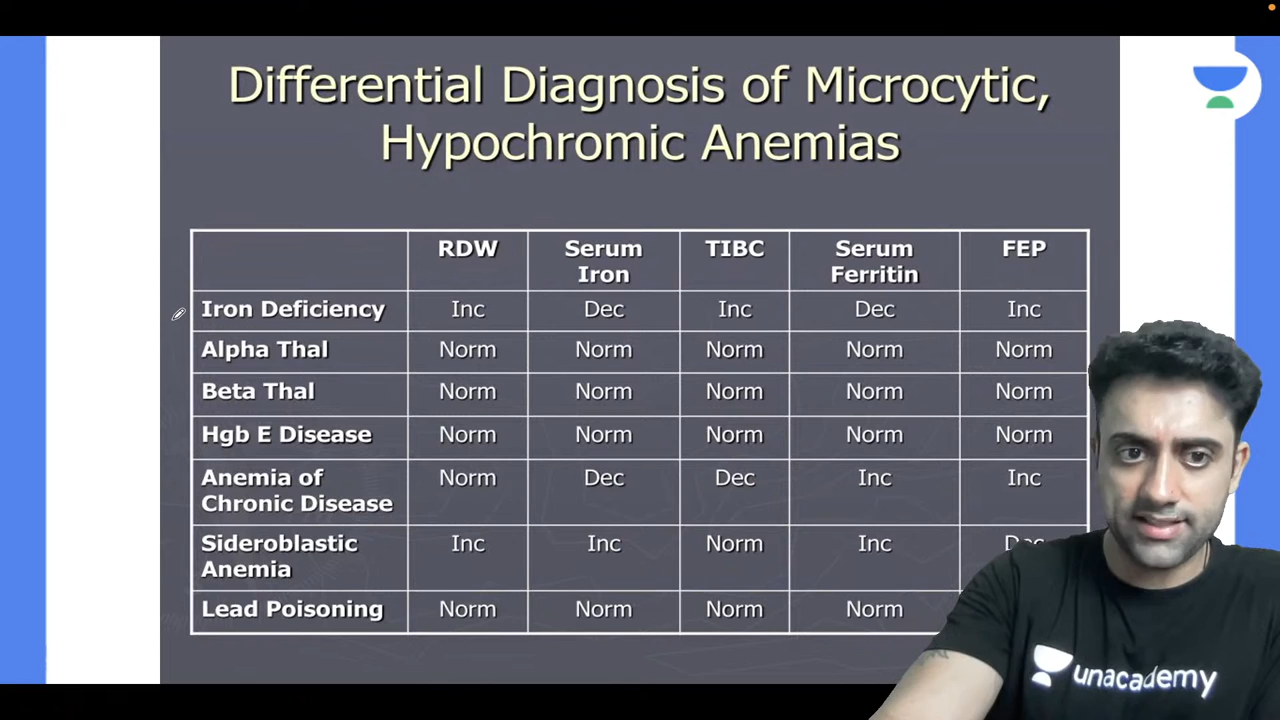 Differential Diagnosis of Microcytic,
Hypochromic Anemias
RDW Serum Iron TIBC Serum Ferritin FEP
Iron Deficiency Inc Dec Inc Dec Inc
Alpha Thal Norm Norm Norm Norm Norm
Beta Thal Norm Norm Norm Norm Norm
Hgb E Disease Norm Norm Norm Norm Norm
Anemia of Chronic Disease Norm Dec Dec Inc Inc
Sideroblastic Anemia Inc Inc Norm Inc Dec
Lead Poisoning Norm Norm Norm Norm
unacademy